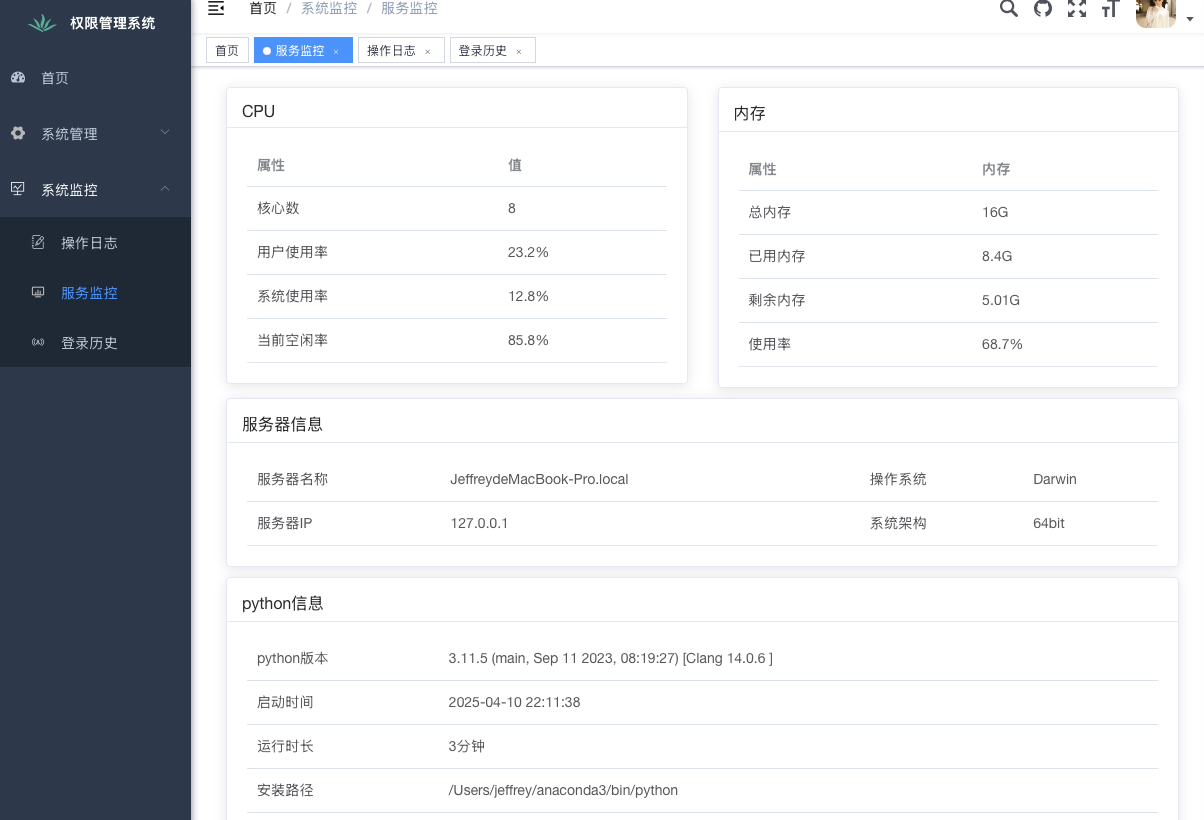 权限管理系统
首页 / 系统监控 / 服务监控
首页 服务监控 × 操作日志 × 登录历史 ×
首页
系统管理
系统监控
操作日志
服务监控
登录历史
CPU
属性 值
核心数 8
用户使用率 23.2%
系统使用率 12.8%
当前空闲率 85.8%
内存
属性 内存
总内存 16G
已用内存 8.4G
剩余内存 5.01G
使用率 68.7%
服务器信息
服务器名称 JeffreydeMacBook-Pro.local 操作系统 Darwin
服务器IP 127.0.0.1 系统架构 64bit
python信息
python版本 3.11.5 (main, Sep 11 2023, 08:19:27) [Clang 14.0.6 ]
启动时间 2025-04-10 22:11:38
运行时长 3分钟
安装路径 /Users/jeffrey/anaconda3/bin/python